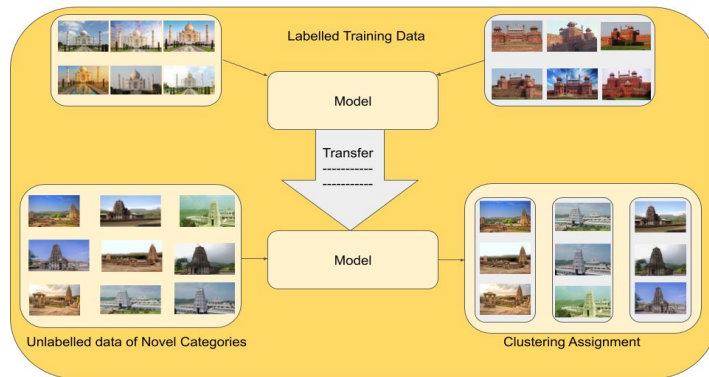 Labelled Training Data
Model
Transfer
-----------
-----------
Model
Unlabelled data of Novel Categories
Clustering Assignment